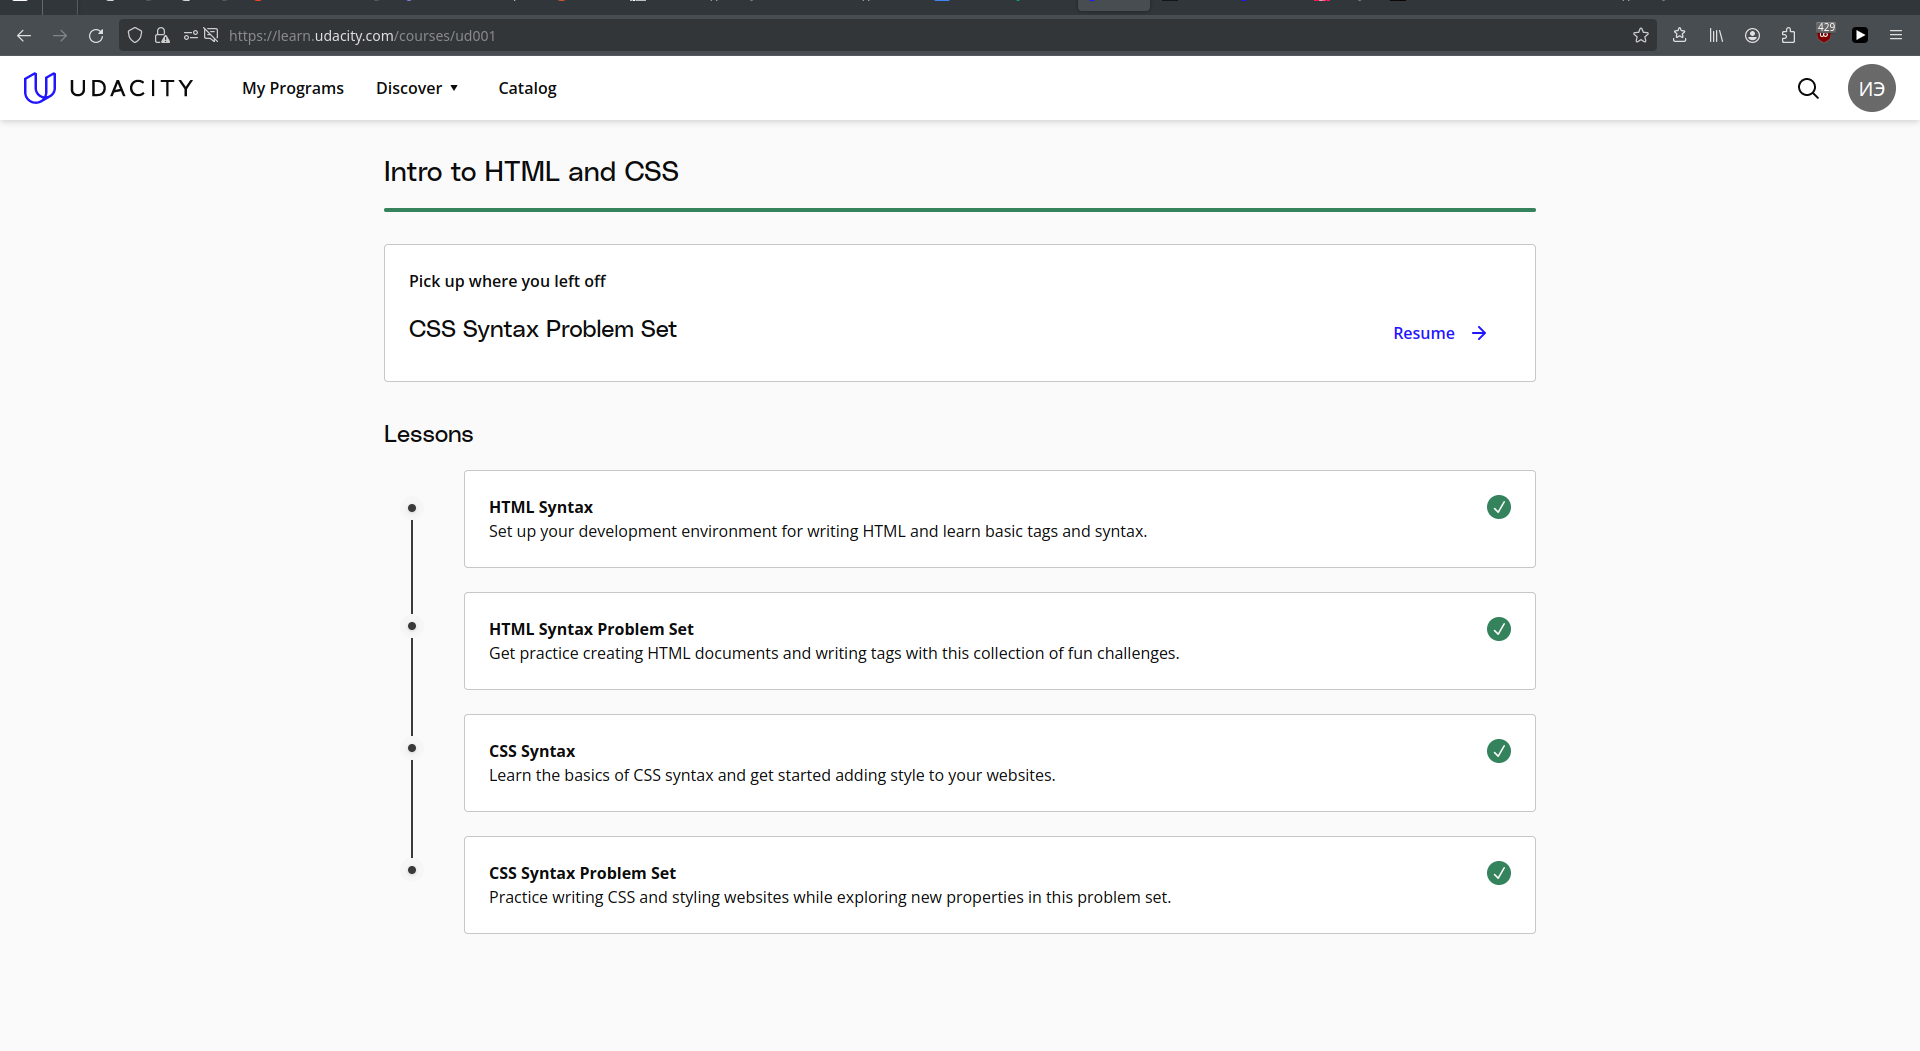 https://learn.udacity.com/courses/ud001
429
UDACITY
My Programs
Discover
Catalog
ИЭ
Intro to HTML and CSS
Pick up where you left off
CSS Syntax Problem Set
Resume
Lessons
HTML Syntax
Set up your development environment for writing HTML and learn basic tags and syntax.
HTML Syntax Problem Set
Get practice creating HTML documents and writing tags with this collection of fun challenges.
CSS Syntax
Learn the basics of CSS syntax and get started adding style to your websites.
CSS Syntax Problem Set
Practice writing CSS and styling websites while exploring new properties in this problem set.